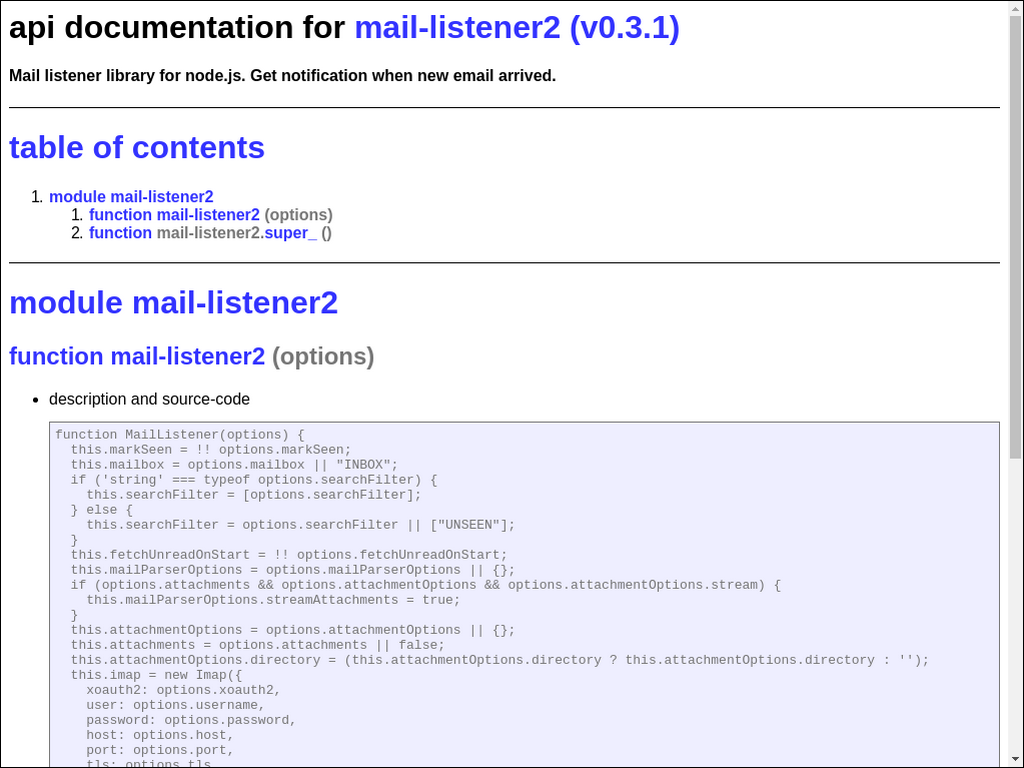 api documentation for mail-listener2 (v0.3.1)
Mail listener library for node.js. Get notification when new email arrived.
table of contents
1. module mail-listener2
1. function mail-listener2 (options)
2. function mail-listener2.super_ ()
module mail-listener2
function mail-listener2 (options)
• description and source-code
function MailListener(options) {
  this.markSeen = !! options.markSeen;
  this.mailbox = options.mailbox || "INBOX";
  if ('string' === typeof options.searchFilter) {
    this.searchFilter = [options.searchFilter];
  } else {
    this.searchFilter = options.searchFilter || ["UNSEEN"];
  }
  this.fetchUnreadOnStart = !! options.fetchUnreadOnStart;
  this.mailParserOptions = options.mailParserOptions || {};
  if (options.attachments && options.attachmentOptions && options.attachmentOptions.stream) {
    this.mailParserOptions.streamAttachments = true;
  }
  this.attachmentOptions = options.attachmentOptions || {};
  this.attachments = options.attachments || false;
  this.attachmentOptions.directory = (this.attachmentOptions.directory ? this.attachmentOptions.directory : '');
  this.imap = new Imap({
    xoauth2: options.xoauth2,
    user: options.username,
    password: options.password,
    host: options.host,
    port: options.port,
    tls: options.tls